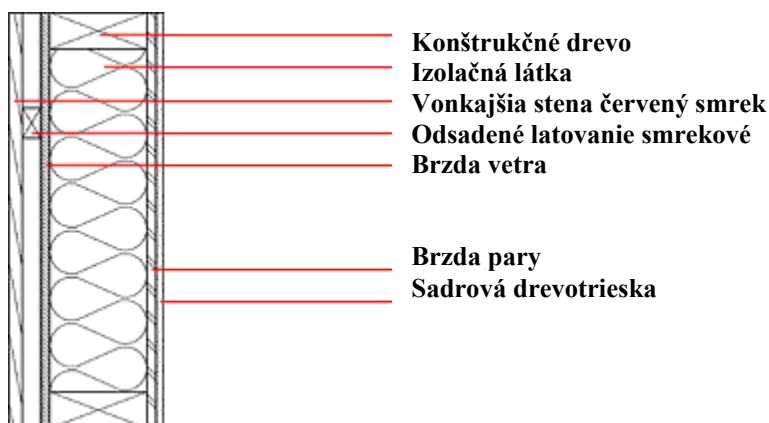 Konštrukčné drevo
Izolačná látka
Vonkajšia stena červený smrek
Odsadené latovanie smrekové
Brzda vetra
Brzda pary
Sadrová drevotrieska